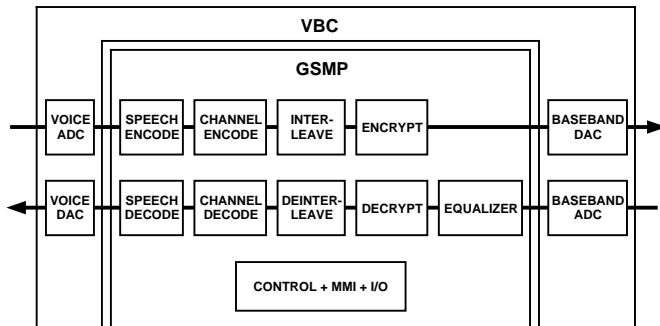 VBC
GSMP
VOICE
ADC
SPEECH
ENCODE
CHANNEL
ENCODE
INTER-
LEAVE
ENCRYPT
BASEBAND
DAC
VOICE
DAC
SPEECH
DECODE
CHANNEL
DECODE
DEINTER-
LEAVE
DECRYPT
EQUALIZER
BASEBAND
ADC
CONTROL + MMI + I/O